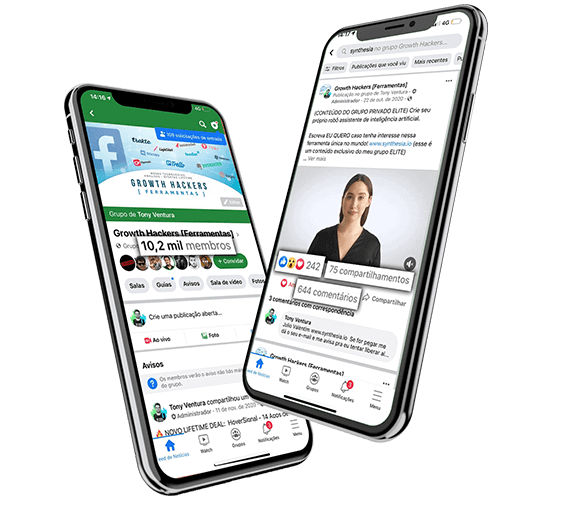 14:16
4G
108 solicitações de entrada
GROWTH HACKERS
[ FERRAMENTAS ]
Editar
Grupo de Tony Ventura
Growth Hackers [Ferramentas]
10,2 mil membros
+ Convidar
Salas
Guias
Avisos
Sala de vídeo
Fotos
Crie uma publicação aberta...
Ao vivo
Foto
Avisos
Os membros verão o aviso não lido
do grupo.
Tony Ventura compartilhou um
Administrador · 11 de nov. de 2020
NOVO LIFETIME DEAL: HoverSignal - 14 Acos de
Watch
Grupos
Notificações
Menu
14:17
4G
synthesia no grupo Growth Hackers...
Filtros
Publicações que você viu
Mais recentes
Growth Hackers [Ferramentas]
Publicação no grupo de Tony Ventura
Administrador · 22 de out. de 2020
[CONTEÚDO DO GRUPO PRIVADO ELITE] Crie seu
próprio robô assistente de inteligência artificial.
Escreva EU QUERO caso tenha interesse nessa
ferramenta única no mundo! www.synthesia.io (esse é
um conteúdo exclusivo do meu grupo ELITE)
... Ver mais
242
75 compartilhamentos
644 comentários
Compartilhar
3 comentários com correspondência
Tony Ventura
Julio Valentim www.synthesia.io Se for pegar me
dá o seu e-mail e me avisa pra eu tentar liberar al...
Growth Hackers [Ferramentas]
Feed de Notícias
Watch
Grupos
Notificações
Menu